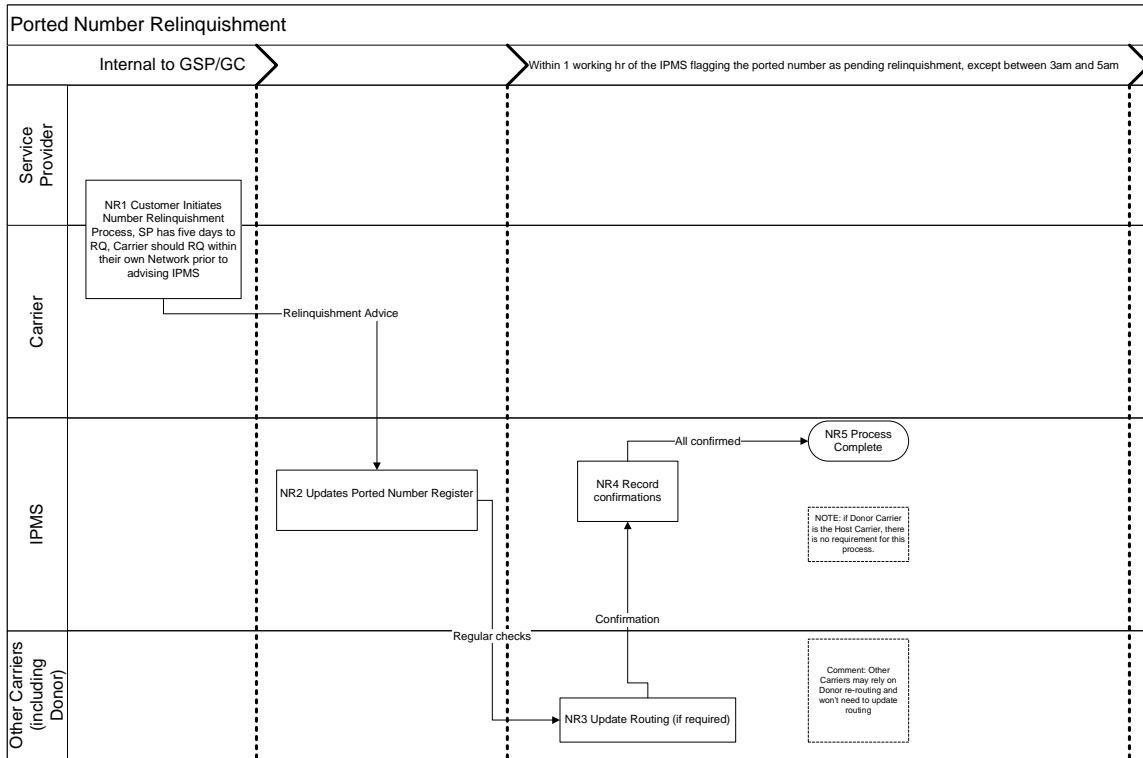 Ported Number Relinquishment
Internal to GSP/GC
Within 1 working hr of the IPMS flagging the ported number as pending relinquishment, except between 3am and 5am
Service
Provider
NR1 Customer Initiates
Number Relinquishment
Process, SP has five days to
RQ, Carrier should RQ within
their own Network prior to
advising IPMS
Carrier
Relinquishment Advice
IPMS
NR2 Updates Ported Number Register
NR4 Record
confirmations
All confirmed
NR5 Process
Complete
NOTE: if Donor Carrier
is the Host Carrier, there
is no requirement for this
process.
Regular checks
Confirmation
Other Carriers
(including
Donor)
NR3 Update Routing (if required)
Comment: Other
Carriers may rely on
Donor re-routing and
won't need to update
routing